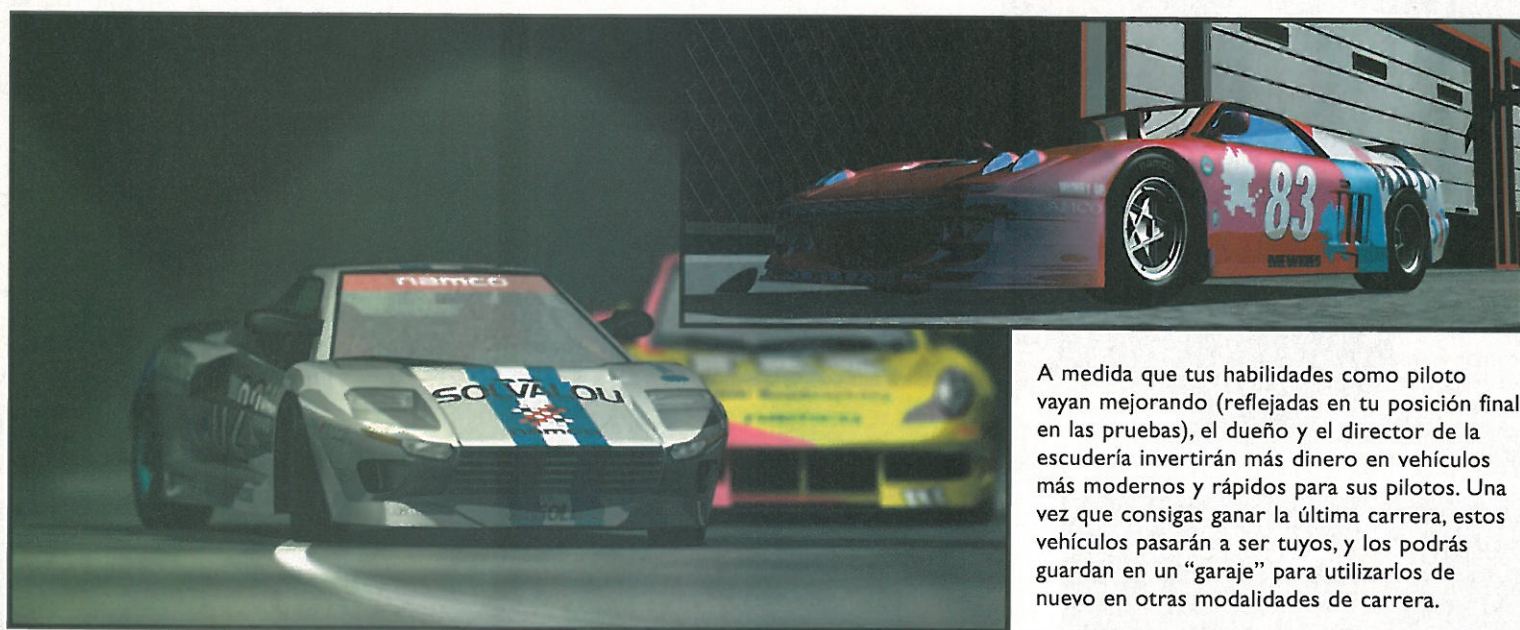 namco
SOLVALOU
83
A medida que tus habilidades como piloto
vayan mejorando (reflejadas en tu posición final
en las pruebas), el dueño y el director de la
escudería invertirán más dinero en vehículos
más modernos y rápidos para sus pilotos. Una
vez que consigas ganar la última carrera, estos
vehículos pasarán a ser tuyos, y los podrás
guardan en un “garaje” para utilizarlos de
nuevo en otras modalidades de carrera.